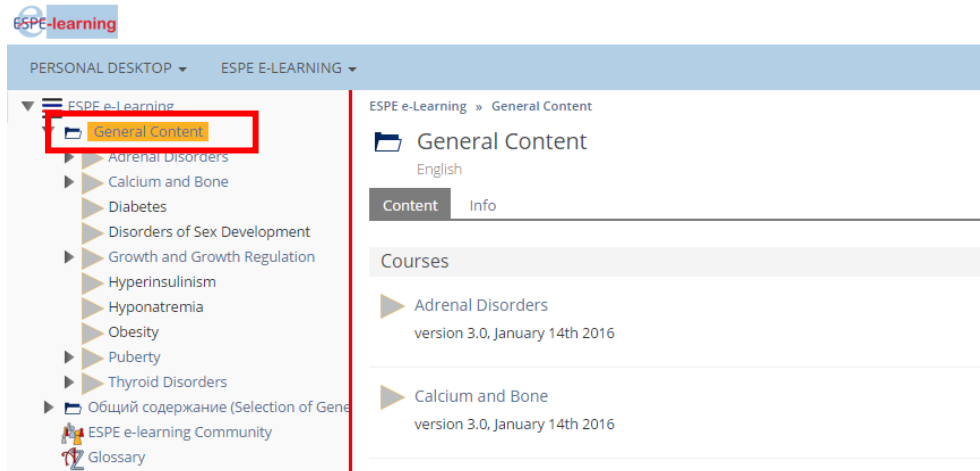 ESPE-learning
PERSONAL DESKTOP ESPE E-LEARNING
ESPE e-Learning
General Content
Adrenal Disorders
Calcium and Bone
Diabetes
Disorders of Sex Development
Growth and Growth Regulation
Hyperinsulinism
Hyponatremia
Obesity
Puberty
Thyroid Disorders
Общий содержание (Selection of Gene
ESPE e-learning Community
Glossary
ESPE e-Learning » General Content
General Content
English
Content Info
Courses
Adrenal Disorders
version 3.0, January 14th 2016
Calcium and Bone
version 3.0, January 14th 2016